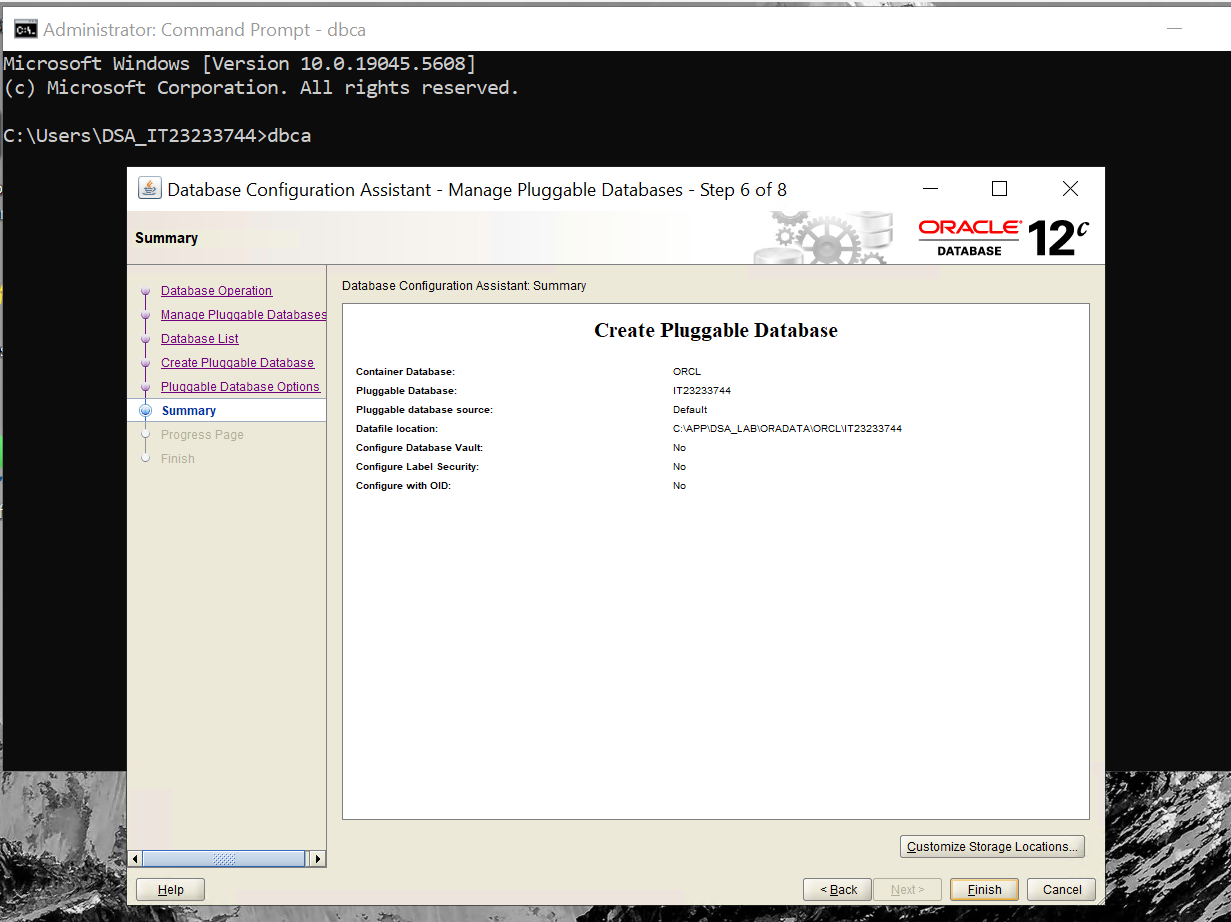 Administrator: Command Prompt - dbca
Microsoft Windows [Version 10.0.19045.5608]
(c) Microsoft Corporation. All rights reserved.
C:\Users\DSA_IT23233744>dbca
Database Configuration Assistant - Manage Pluggable Databases - Step 6 of 8
Summary
ORACLE
DATABASE
12c
Database Operation
Manage Pluggable Databases
Database List
Create Pluggable Database
Pluggable Database Options
Summary
Progress Page
Finish
Database Configuration Assistant: Summary
Create Pluggable Database
Container Database: ORCL
Pluggable Database: IT23233744
Pluggable database source: Default
Datafile location: C:\APP\DSA_LAB\ORADATA\ORCL\IT23233744
Configure Database Vault: No
Configure Label Security: No
Configure with OID: No
Customize Storage Locations...
Help
< Back
Next >
Finish
Cancel